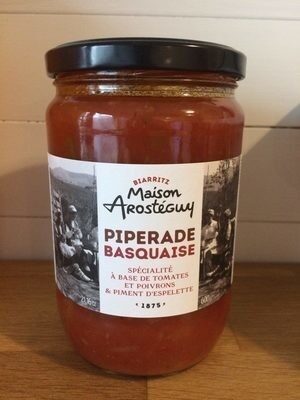 BIARRITZ
Maison
Arostéguy
PIPERADE
BASQUAISE
SPÉCIALITÉ
À BASE DE TOMATES
ET POIVRONS
& PIMENT D'ESPELETTE
1875